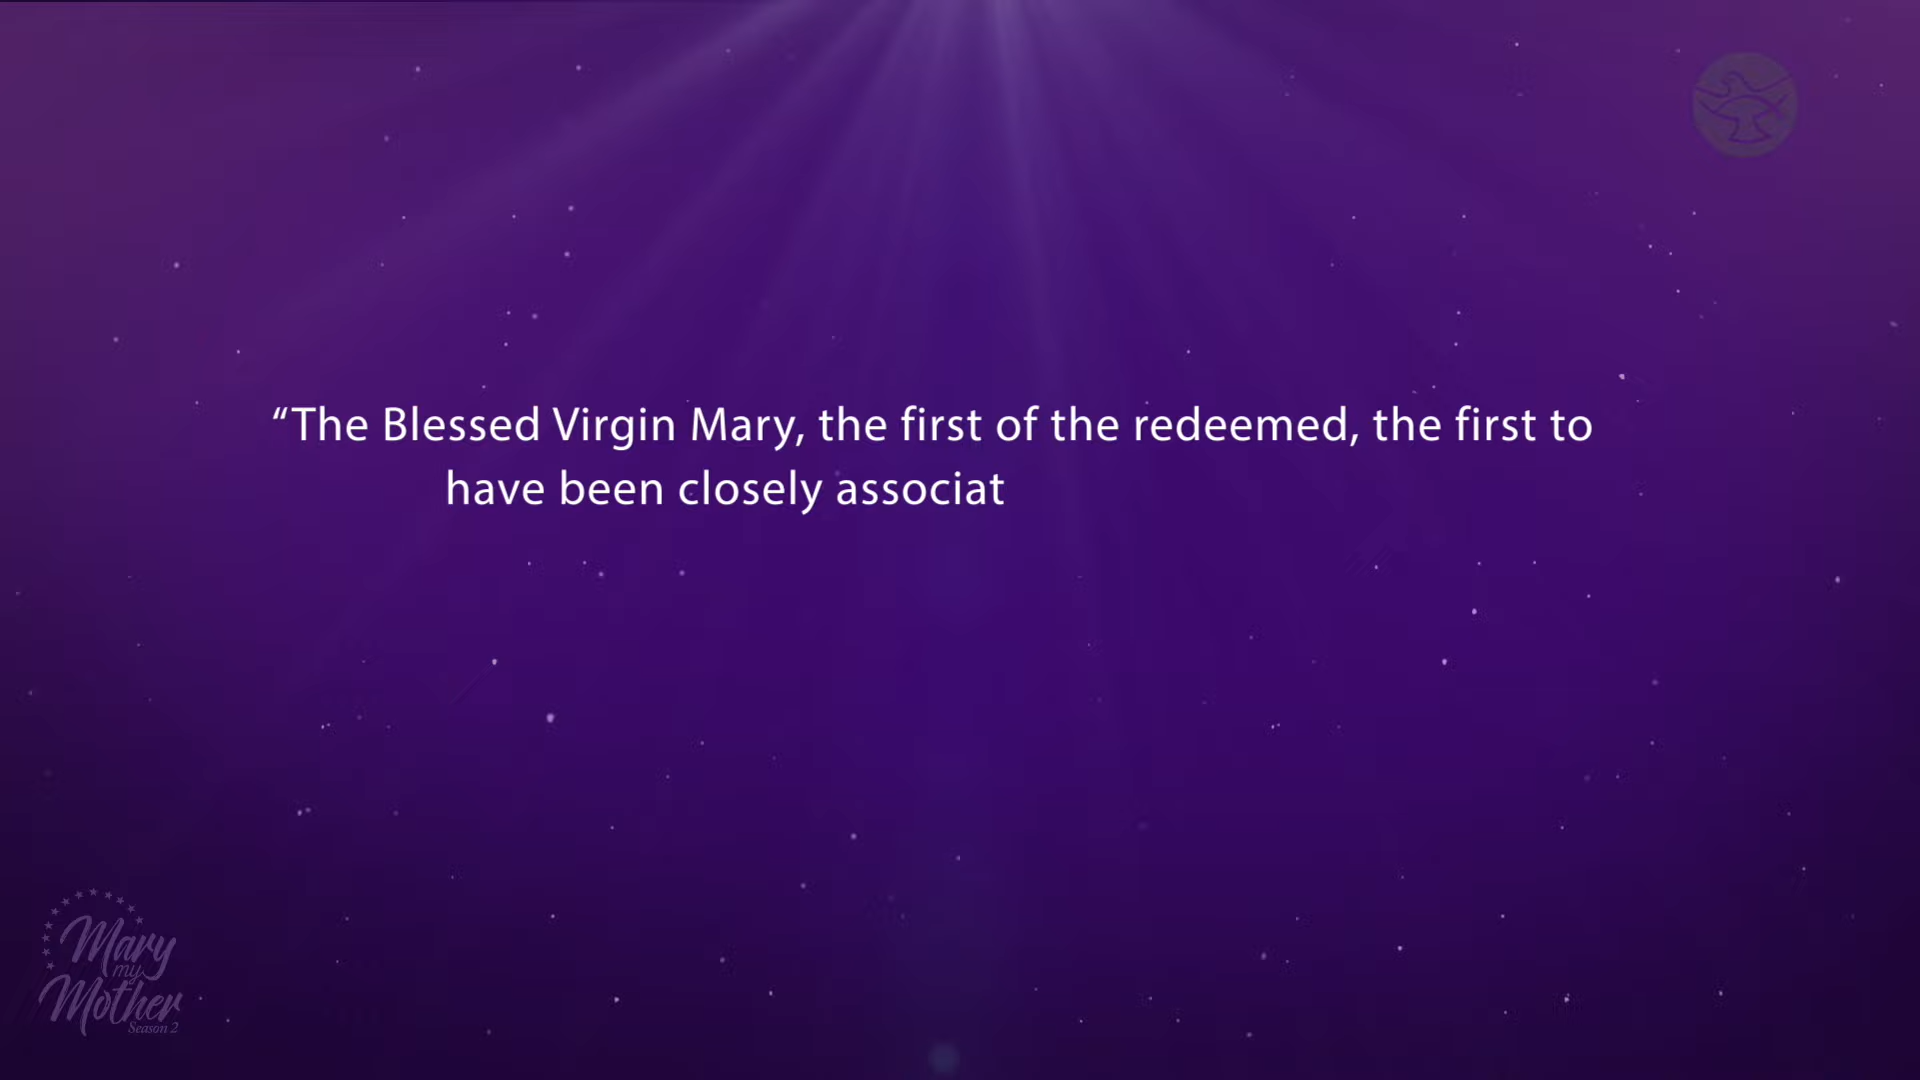 “The Blessed Virgin Mary, the first of the redeemed, the first to
have been closely associat
Mary
my
Mother
Season 2